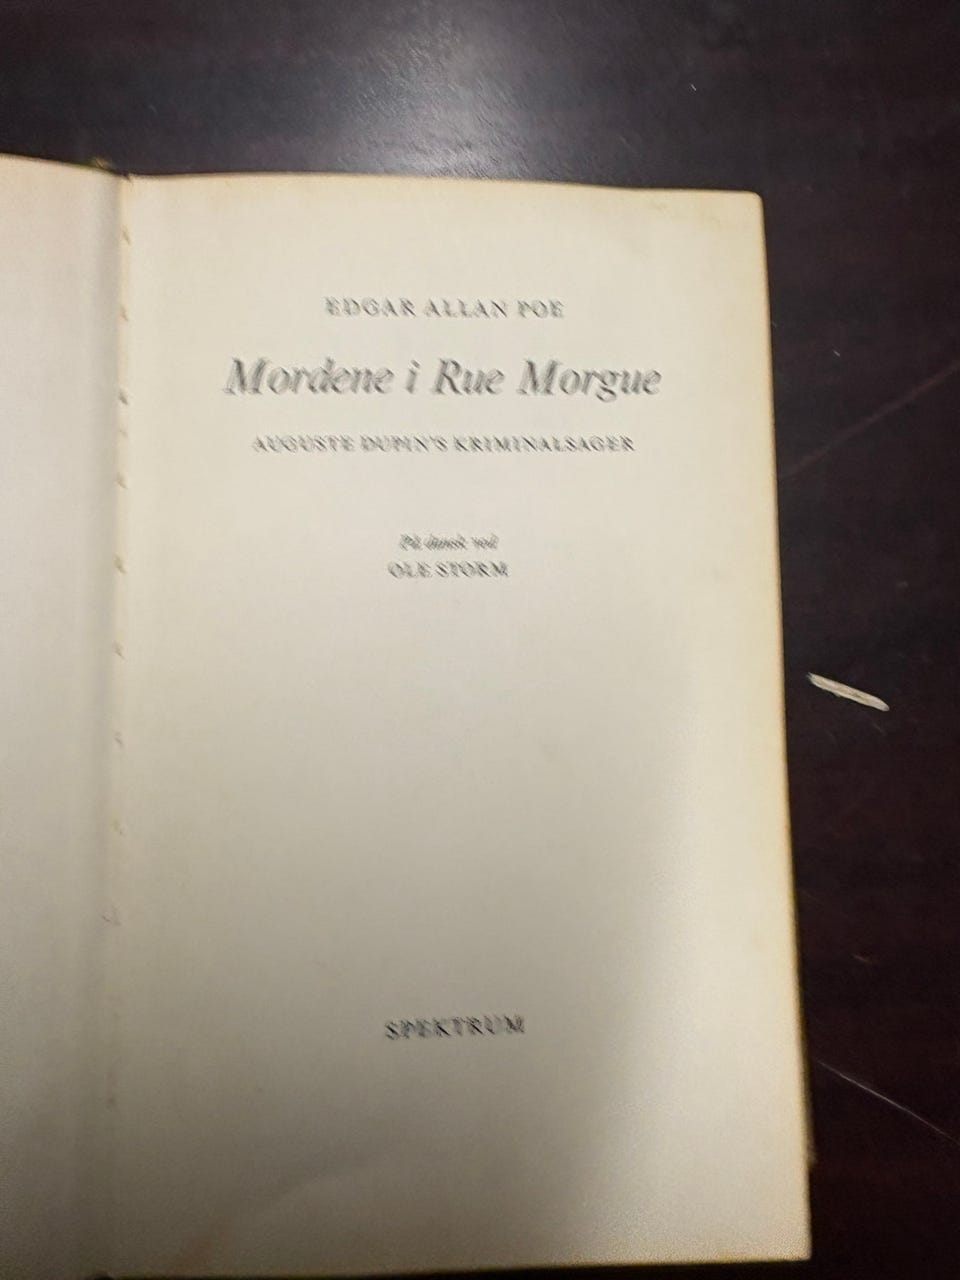 EDGAR ALLAN POE
Mordene i Rue Morgue
AUGUSTE DUPIN'S KRIMINALSAGER
På dansk ved
OLE STORM
SPEKTRUM